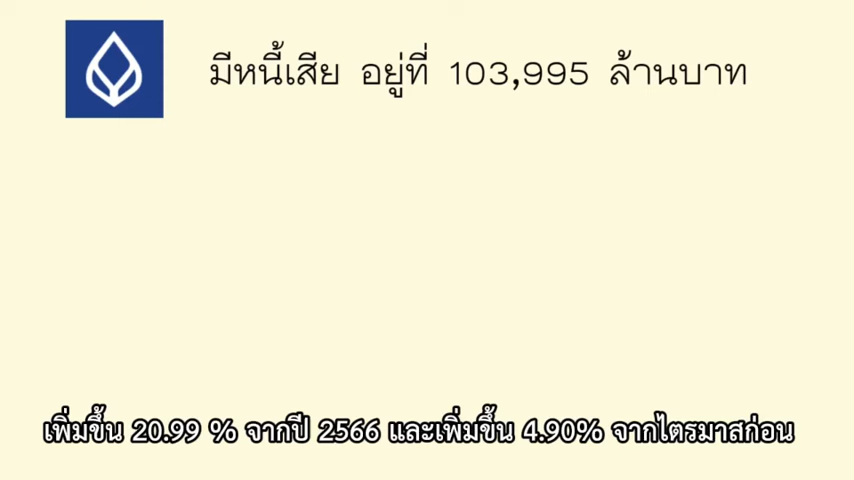 มีหนี้เสีย อยู่ที่ 103,995 ล้านบาท
เพิ่มขึ้น 20.99 % จากปี 2566 และเพิ่มขึ้น 4.90% จากไตรมาสก่อน